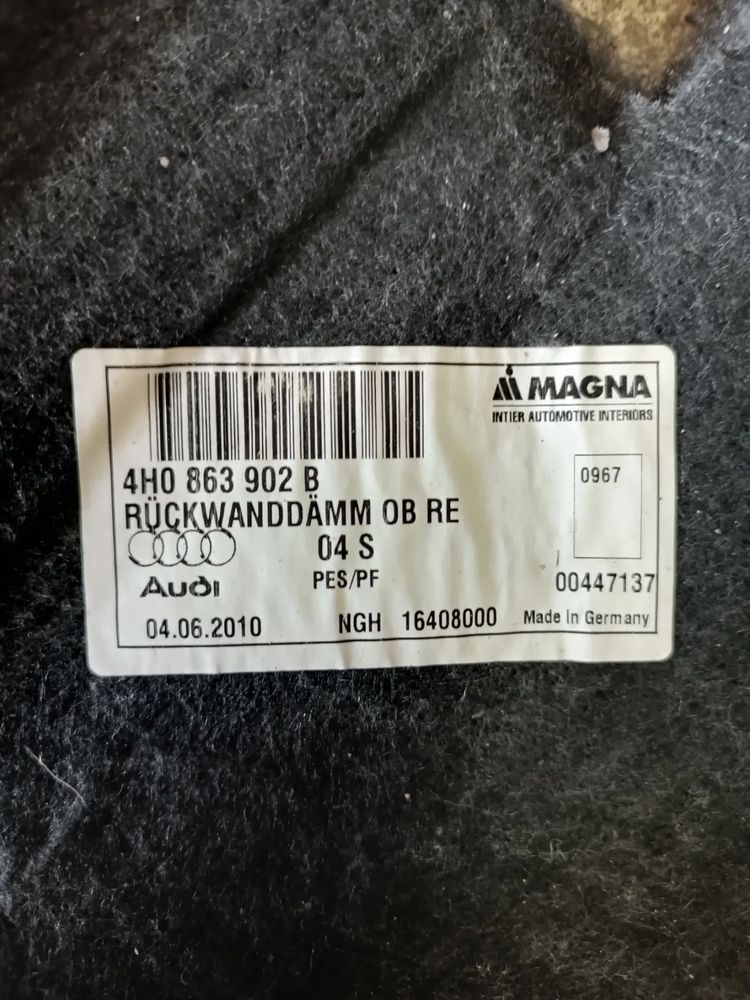 MAGNA
INTIER AUTOMOTIVE INTERIORS
4H0 863 902 B
0967
RÜCKWANDDÄMM OB RE
04 S
Audi
PES/PF
00447137
04.06.2010
NGH 16408000
Made in Germany